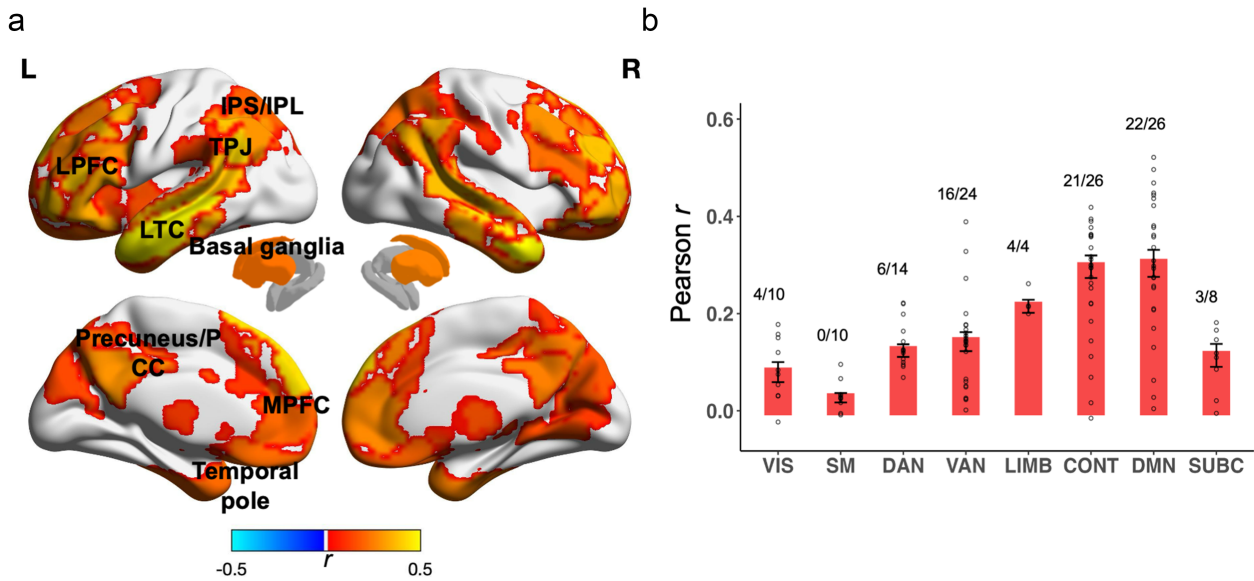 a
b
L
R
IPS/IPL
TPJ
LPFC
LTC
Basal ganglia
Precuneus/P
CC
MPFC
Temporal
pole
r
-0.5
0.5
Pearson r
0.6
0.4
0.2
0.0
4/10
0/10
6/14
16/24
4/4
21/26
22/26
3/8
VIS
SM
DAN
VAN
LIMB
CONT
DMN
SUBC